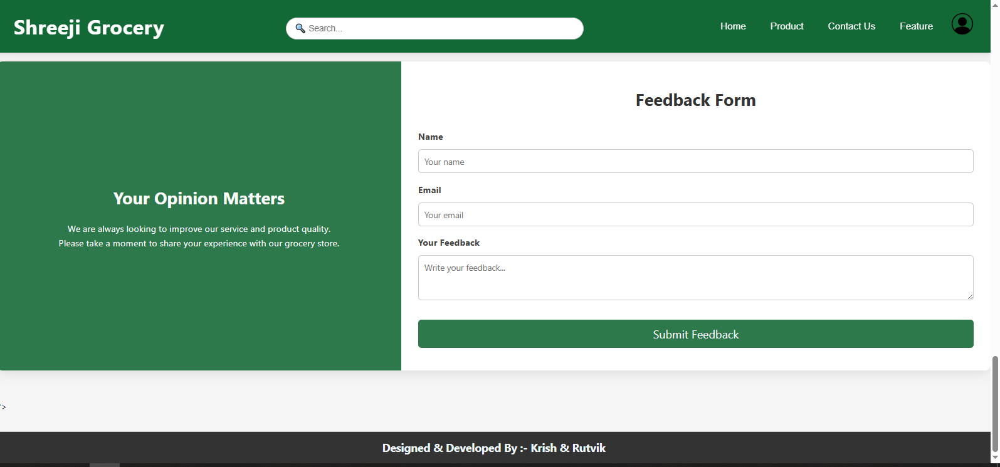 Shreeji Grocery
Search...
Home
Product
Contact Us
Feature
Your Opinion Matters
We are always looking to improve our service and product quality.
Please take a moment to share your experience with our grocery store.
Feedback Form
Name
Your name
Email
Your email
Your Feedback
Write your feedback...
Submit Feedback
>
Designed & Developed By :- Krish & Rutvik